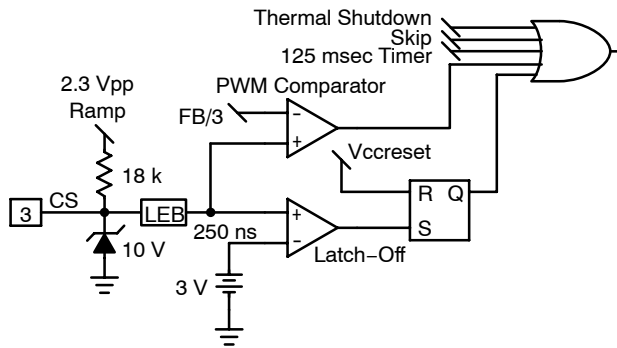 Thermal Shutdown
Skip
125 msec Timer
2.3 Vpp
Ramp
PWM Comparator
FB/3
−
+
18 k
Vccreset
3
CS
LEB
250 ns
+
−
R Q
S
10 V
Latch−Off
3 V